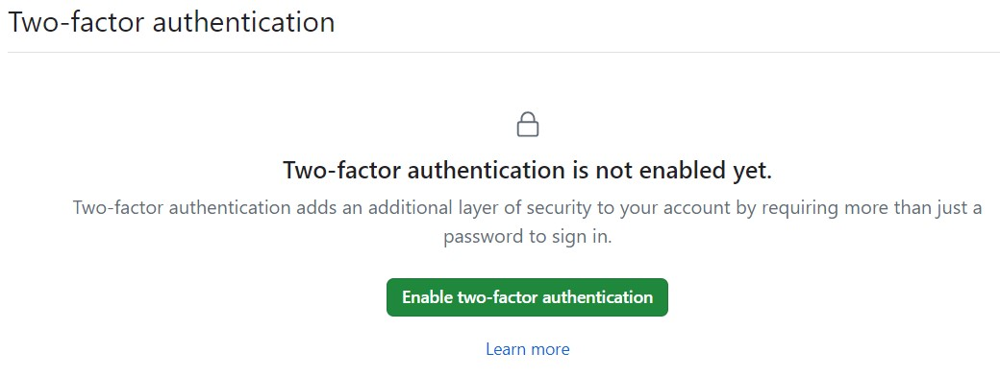 Two-factor authentication
Two-factor authentication is not enabled yet.
Two-factor authentication adds an additional layer of security to your account by requiring more than just a
password to sign in.
Enable two-factor authentication
Learn more